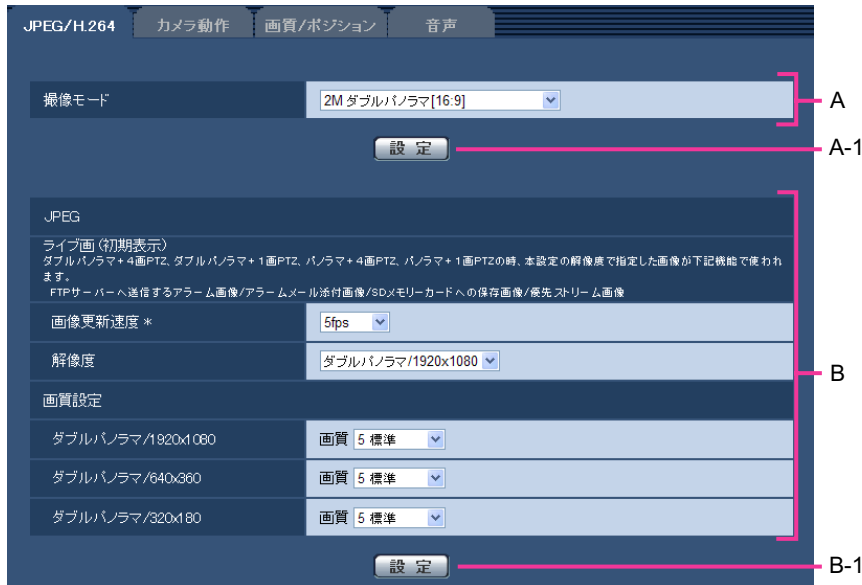 JPEG/H.264 カメラ動作 画質/ポジション 音声
撮像モード 2M ダブルパノラマ[16:9] A
設 定 A-1
JPEG
ライブ画(初期表示)
ダブルパノラマ+4画PTZ、ダブルパノラマ+1画PTZ、パノラマ+4画PTZ、パノラマ+1画PTZの時、本設定の解像度で指定した画像が下記機能で使われ
ます。
FTPサーバーへ送信するアラーム画像/アラームメール添付画像/SDメモリーカードへの保存画像/優先ストリーム画像
画像更新速度 * 5fps
解像度 ダブルパノラマ/1920x1080 B
画質設定
ダブルパノラマ/1920x1080 画質 5 標準
ダブルパノラマ/640x360 画質 5 標準
ダブルパノラマ/320x180 画質 5 標準
設 定 B-1